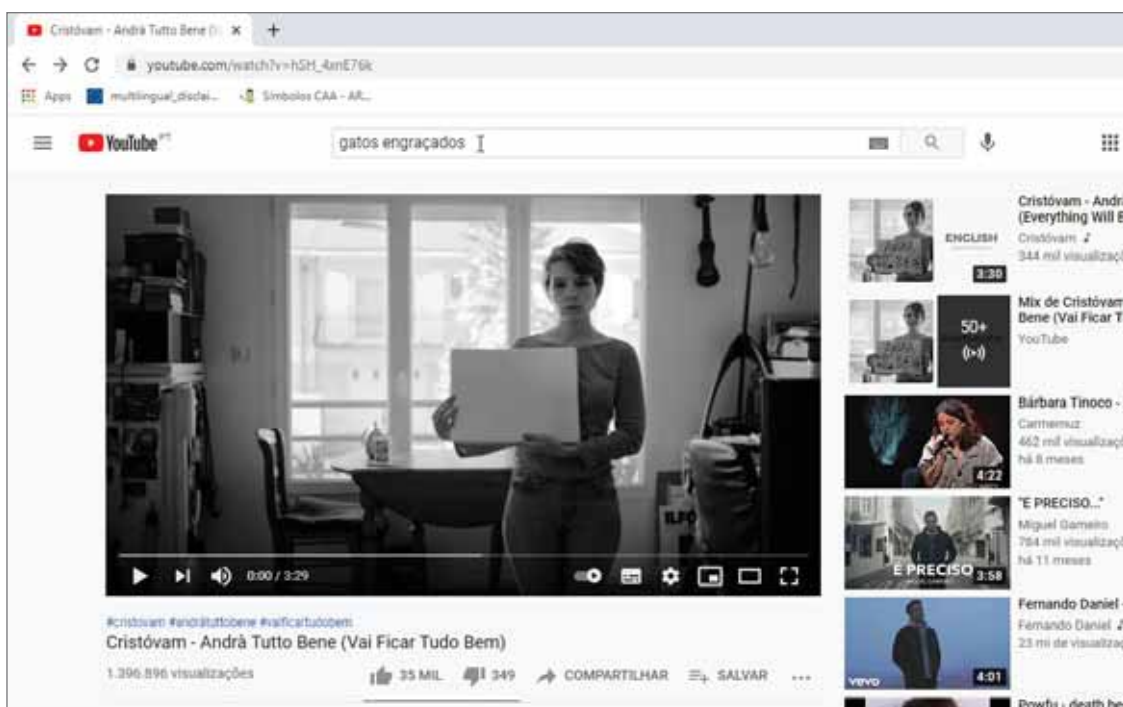 Cristóvam - Andrà Tutto Bene (
youtube.com/watch?v=hSH_4xmE76k
Apps
Símbolos CAA - AR...
YouTube PT
gatos engraçados
ILFO
0:00 / 3:29
#cristovam #andràtuttobene #vaificartudobem
Cristóvam - Andrà Tutto Bene (Vai Ficar Tudo Bem)
1.396.896 visualizações
35 MIL
349
COMPARTILHAR
SALVAR
ENGLISH
3:30
Cristóvam - Andrà
(Everything Will B
Cristóvam
344 mil visualizaçõ
50+
Mix de Cristóvam
Bene (Vai Ficar T
YouTube
4:22
Bárbara Tinoco -
462 mil visualizaçõ
há 8 meses
É PRECISO
3:58
"É PRECISO..."
Miguel Gameiro
784 mil visualizaçõ
há 11 meses
vevo
4:01
Fernando Daniel -
Fernando Daniel
23 mi de visualizaç
Powfu - death be